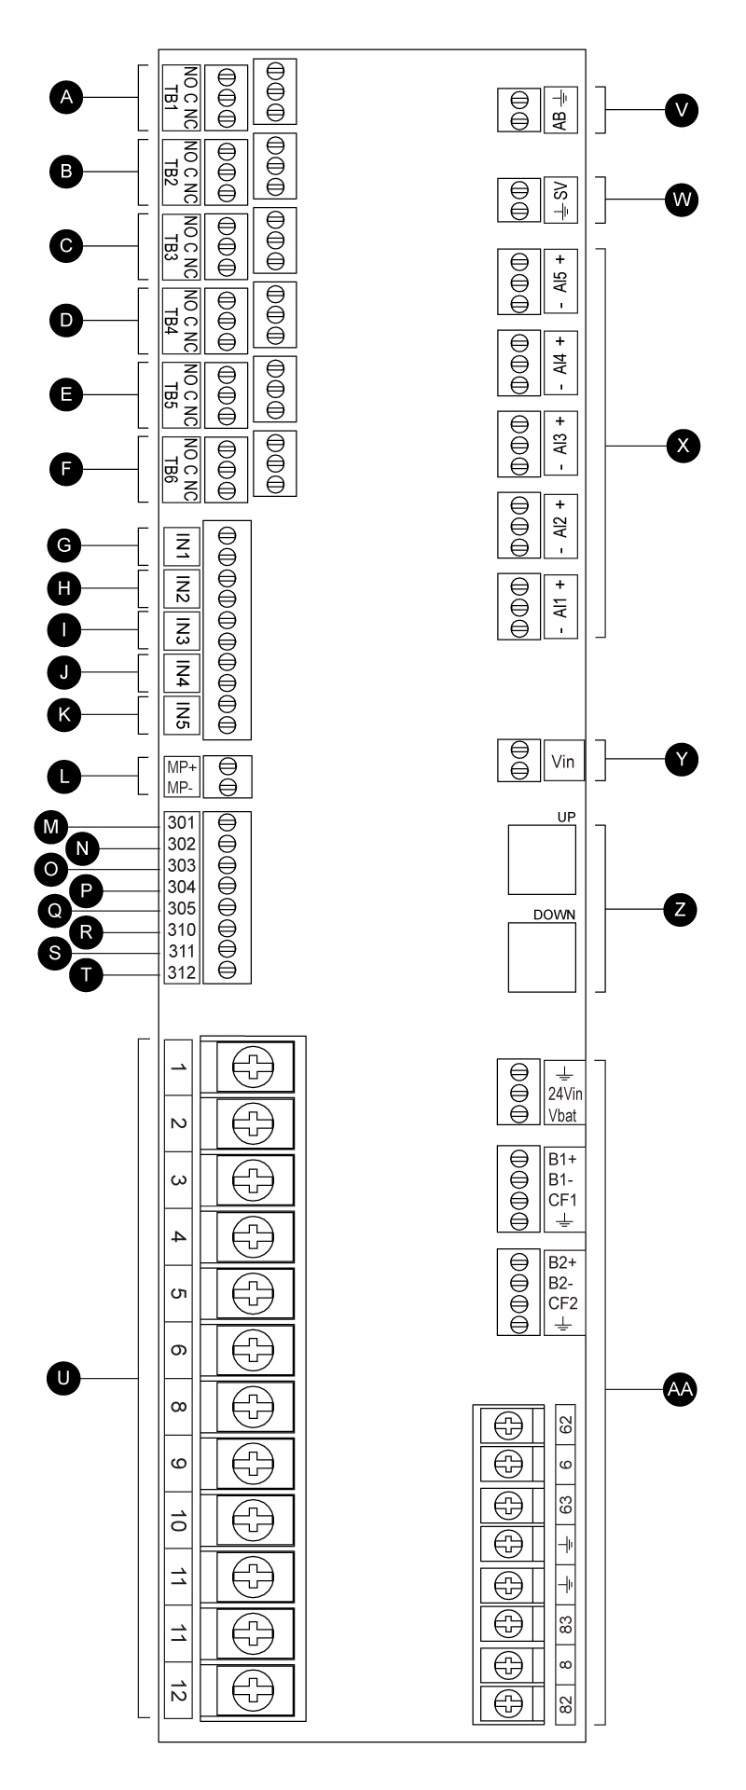 A
NO C NC
TB1
B
NO C NC
TB2
C
NO C NC
TB3
D
NO C NC
TB4
E
NO C NC
TB5
F
NO C NC
TB6
G
IN1
H
IN2
I
IN3
J
IN4
K
IN5
L
MP+
MP-
M
301
N
302
O
303
P
304
Q
305
R
310
S
311
T
312
U
1
2
3
4
5
6
8
9
10
11
11
12
AB
V
SV
W
- AI5 +
- AI4 +
- AI3 +
- AI2 +
- AI1 +
X
Vin
Y
UP
DOWN
Z
24Vin
Vbat
B1+
B1-
CF1
B2+
B2-
CF2
AA
62
6
63
83
8
82